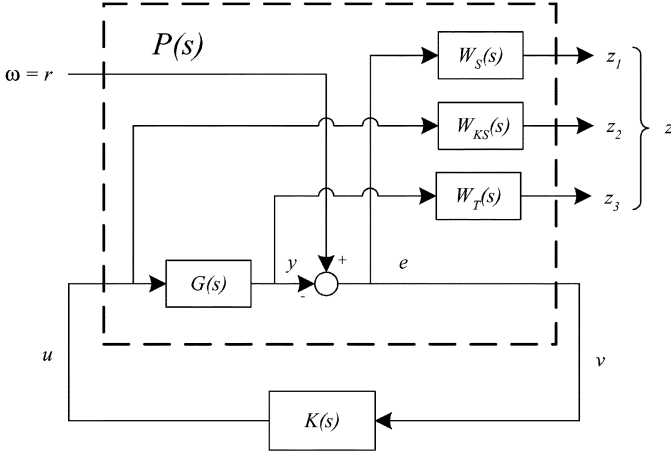 P(s)
W_S(s)
z_1
ω = r
W_KS(s)
z_2
z
W_T(s)
z_3
y
+
e
G(s)
-
u
v
K(s)